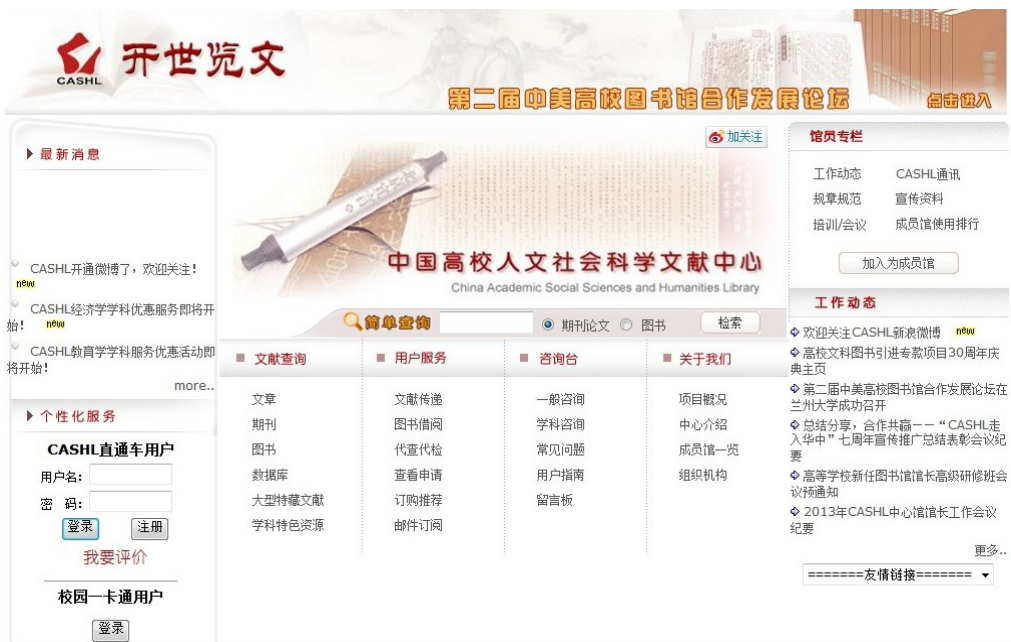 CASHL
开世览文
第二届中美高校图书馆合作发展论坛
点击进入
最新消息
CASHL开通微博了，欢迎关注！
new
CASHL经济学学科优惠服务即将开
始！ new
CASHL教育学学科服务优惠活动即
将开始！
more..
个性化服务
CASHL直通车用户
用户名：
密 码：
登录 注册
我要评价
校园一卡通用户
登录
加关注
中国高校人文社会科学文献中心
China Academic Social Sciences and Humanities Library
简单查询 期刊论文 图书 检索
文献查询
文章
期刊
图书
数据库
大型特藏文献
学科特色资源
用户服务
文献传递
图书借阅
代查代检
查看申请
订购推荐
邮件订阅
咨询台
一般咨询
学科咨询
常见问题
用户指南
留言板
关于我们
项目概况
中心介绍
成员馆一览
组织机构
馆员专栏
工作动态 CASHL通讯
规章规范 宣传资料
培训/会议 成员馆使用排行
加入为成员馆
工作动态
欢迎关注CASHL新浪微博 new
高校文科图书引进专款项目30周年庆
典主页
第二届中美高校图书馆合作发展论坛在
兰州大学成功召开
总结分享，合作共赢－－“CASHL走
入华中”七周年宣传推广总结表彰会议纪
要
高等学校新任图书馆馆长高级研修班会
议预通知
2013年CASHL中心馆馆长工作会议
纪要
更多..
=======友情链接=======